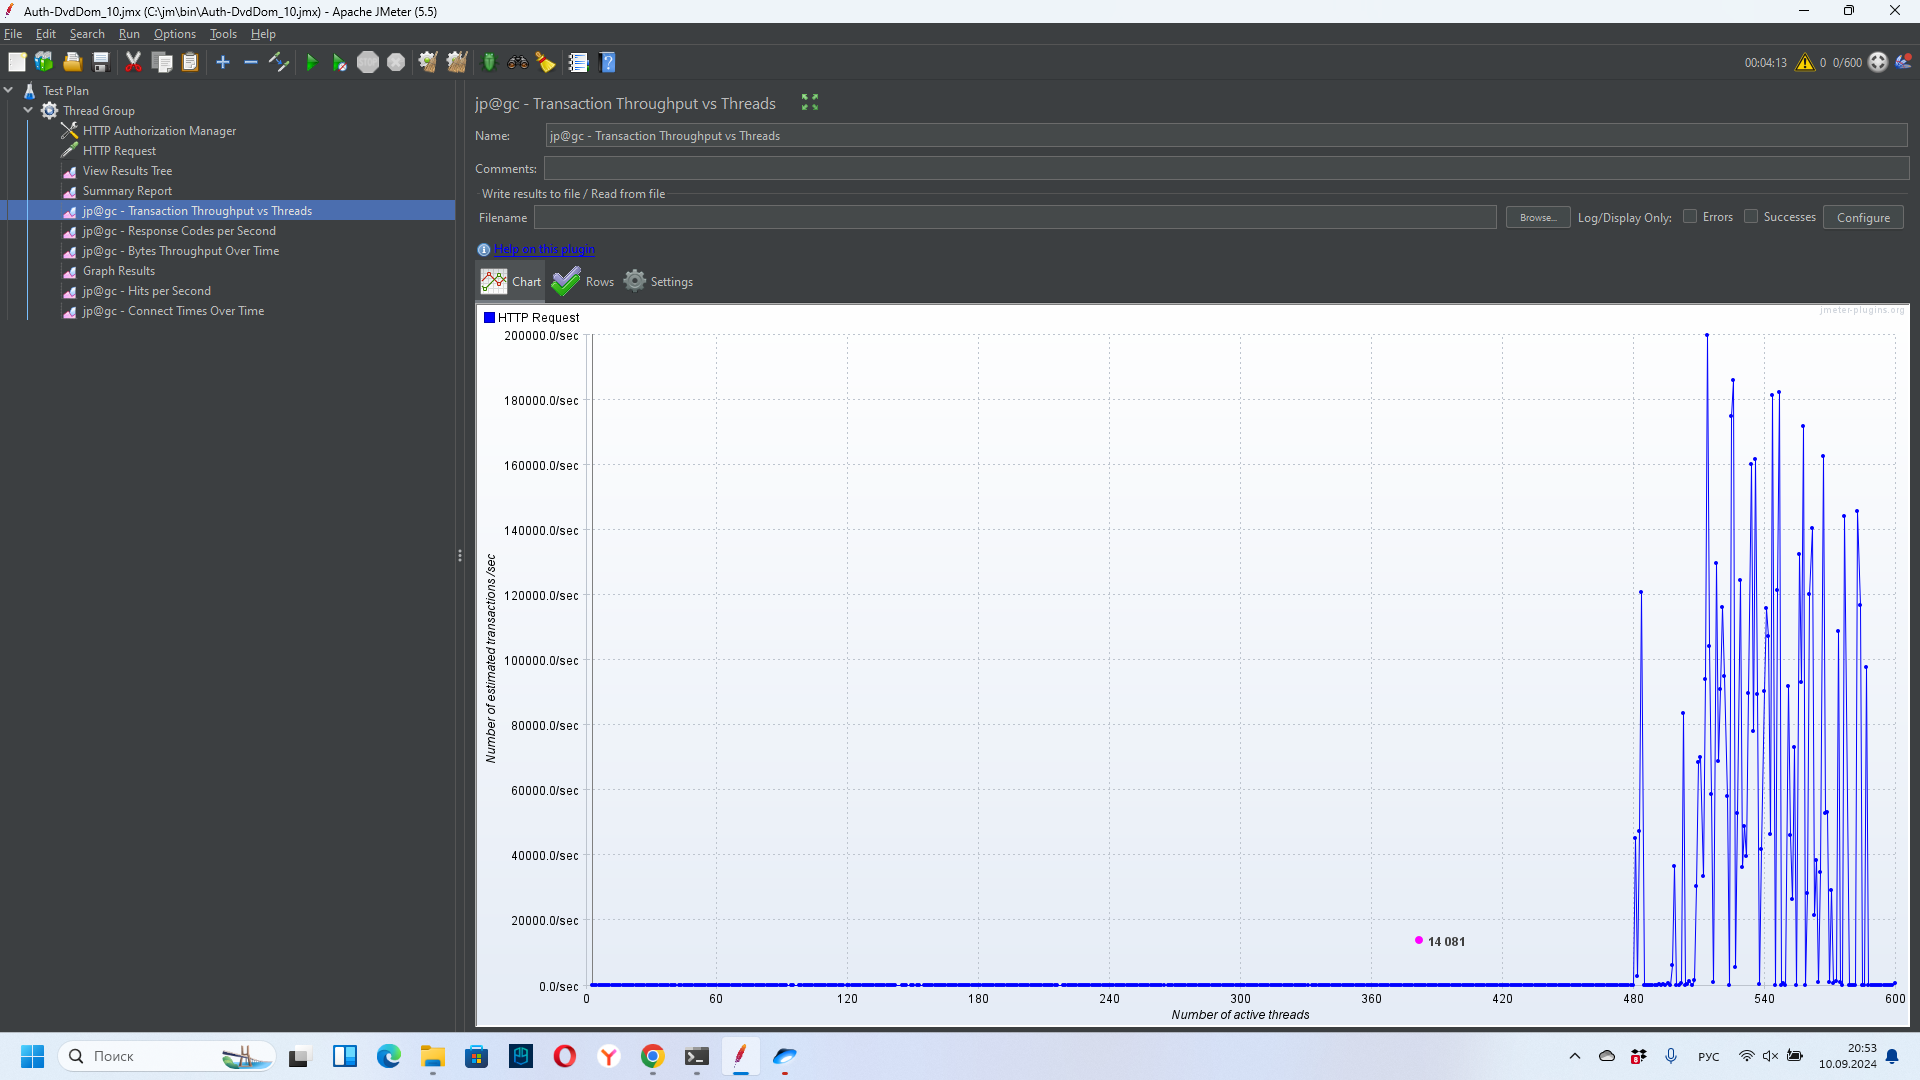 Auth-DvdDom_10.jmx (C:\jm\bin\Auth-DvdDom_10.jmx) - Apache JMeter (5.5)
File Edit Search Run Options Tools Help
00:04:13 0 0/600
Test Plan
Thread Group
HTTP Authorization Manager
HTTP Request
View Results Tree
Summary Report
jp@gc - Transaction Throughput vs Threads
jp@gc - Response Codes per Second
jp@gc - Bytes Throughput Over Time
Graph Results
jp@gc - Hits per Second
jp@gc - Connect Times Over Time
jp@gc - Transaction Throughput vs Threads
Name: jp@gc - Transaction Throughput vs Threads
Comments:
Write results to file / Read from file
Filename Browse... Log/Display Only: Errors Successes Configure
Help on this plugin
Chart Rows Settings
HTTP Request
jmeter-plugins.org
200000.0/sec
180000.0/sec
160000.0/sec
140000.0/sec
120000.0/sec
100000.0/sec
80000.0/sec
60000.0/sec
40000.0/sec
20000.0/sec
0.0/sec
Number of estimated transactions /sec
14 081
0 60 120 180 240 300 360 420 480 540 600
Number of active threads
Поиск
РУС
20:53
10.09.2024